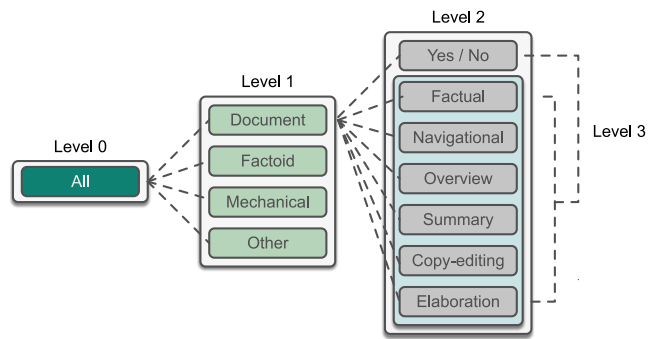 Level 0
All
Level 1
Document
Factoid
Mechanical
Other
Level 2
Yes / No
Factual
Navigational
Overview
Summary
Copy-editing
Elaboration
Level 3